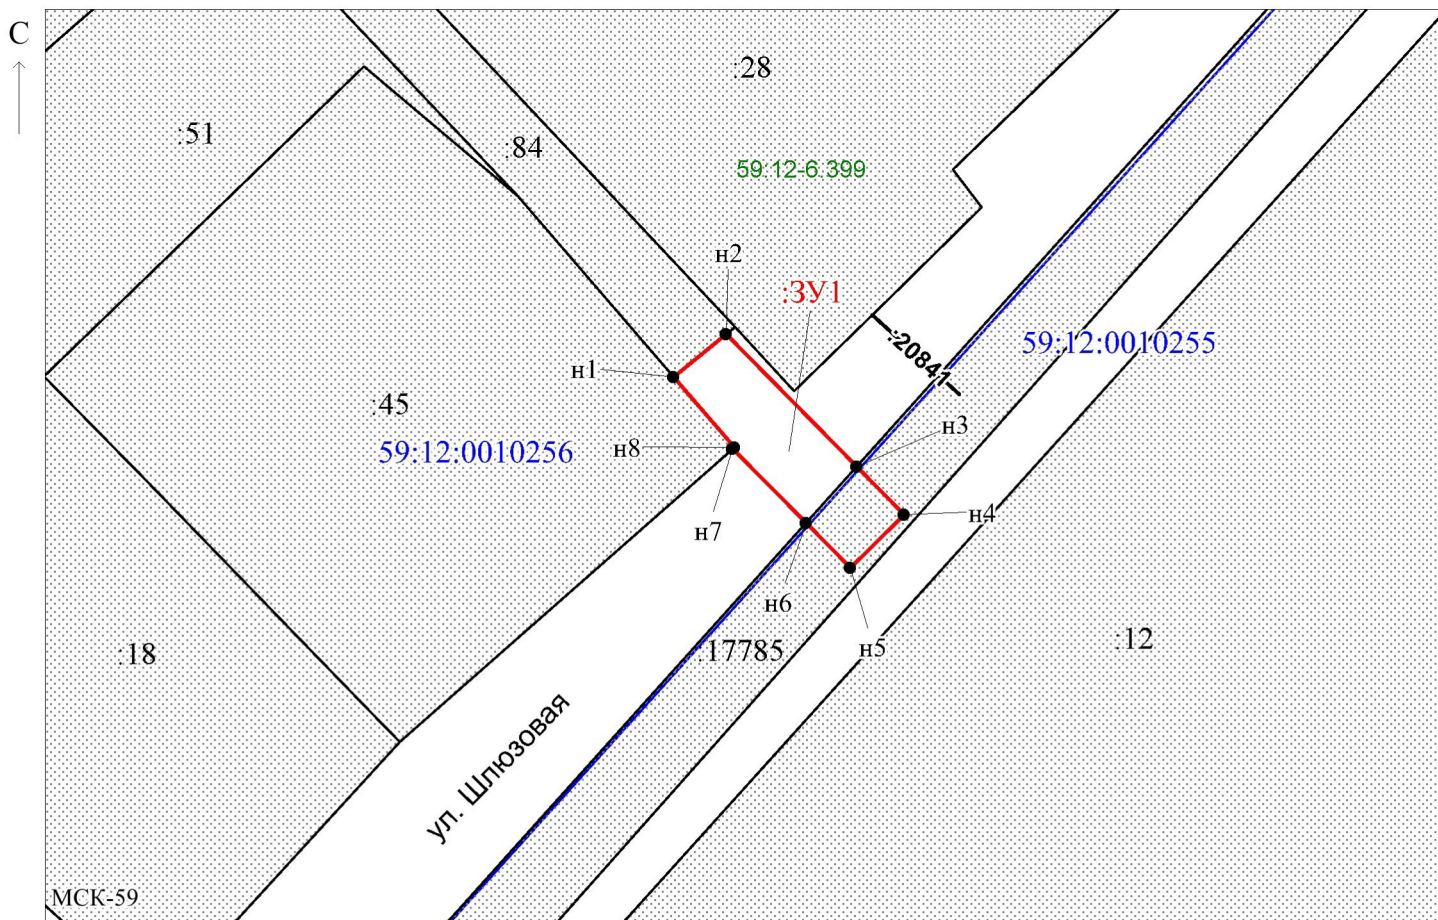 С
:28
:51
:84
59:12-6.399
н2
:ЗУ1
:20841
59:12:0010255
н1
:45
н3
н8
59:12:0010256
н4
н7
н6
:17785
н5
:12
:18
ул. Шлюзовая
МСК-59